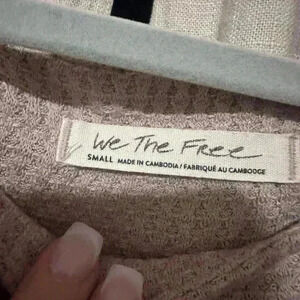 We The Free
SMALL MADE IN CAMBODIA / FABRIQUÉ AU CAMBODGE